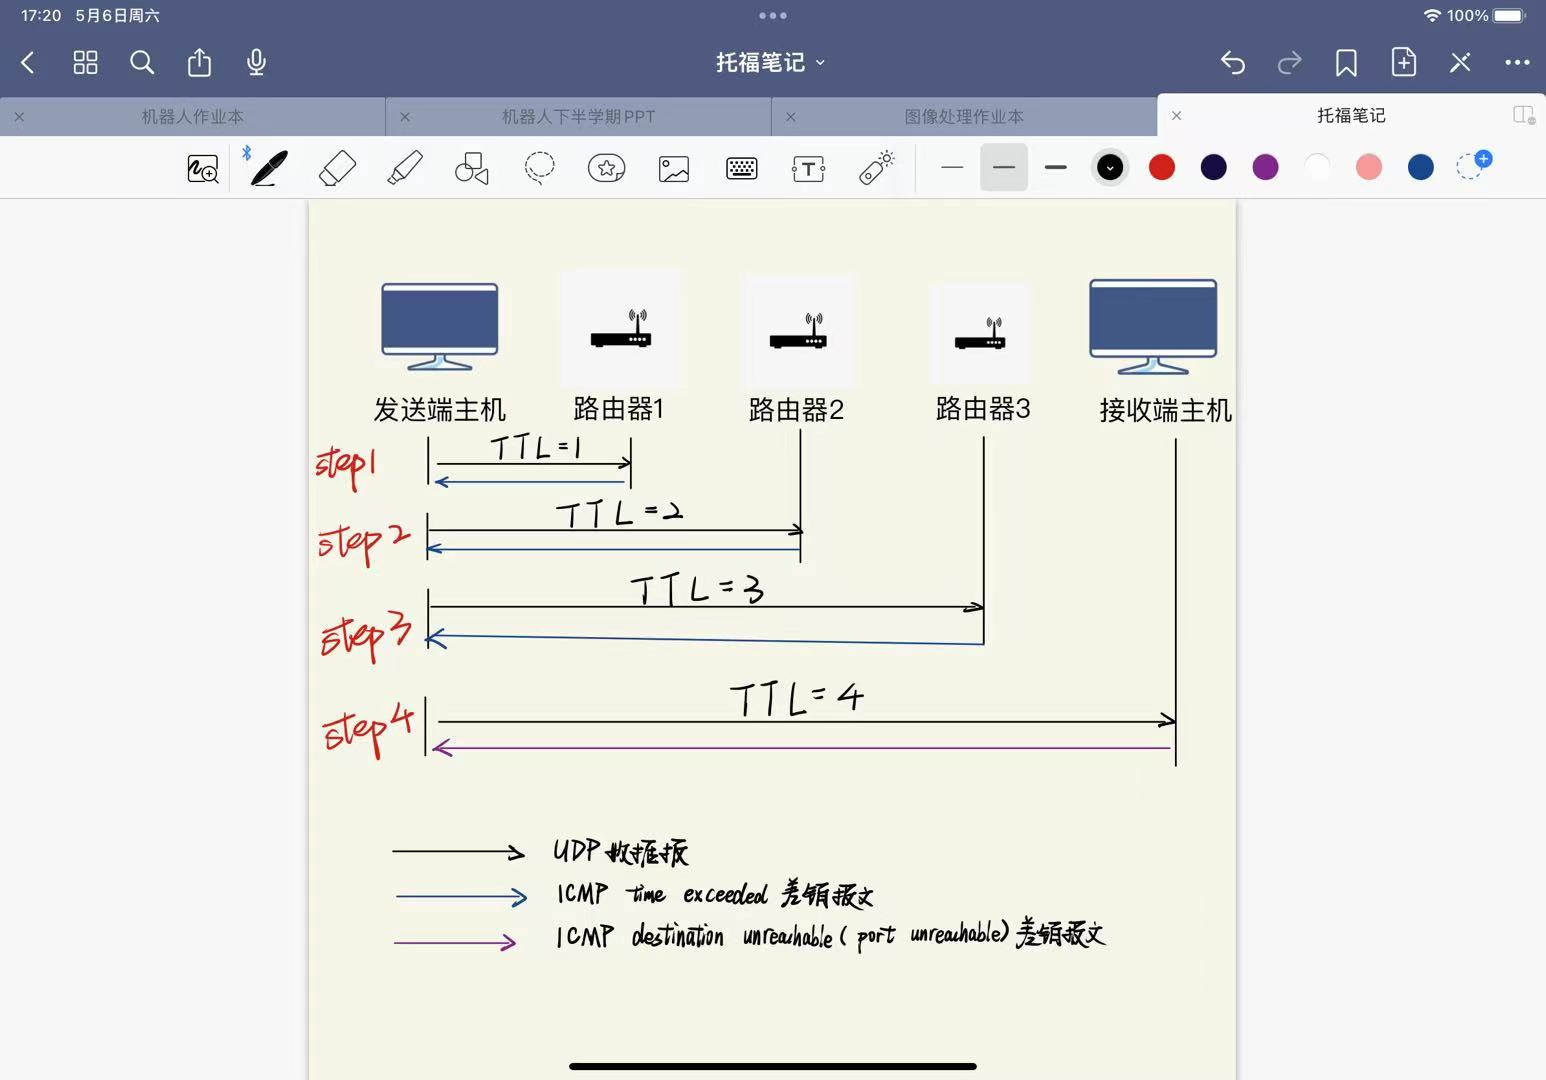 17:20 5月6日周六
100%
托福笔记
机器人作业本
机器人下半学期PPT
图像处理作业本
托福笔记
发送端主机
路由器1
路由器2
路由器3
接收端主机
step1
TTL=1
step2
TTL=2
step3
TTL=3
step4
TTL=4
UDP 数据报
ICMP time exceeded 差错报文
ICMP destination unreachable(port unreachable)差错报文